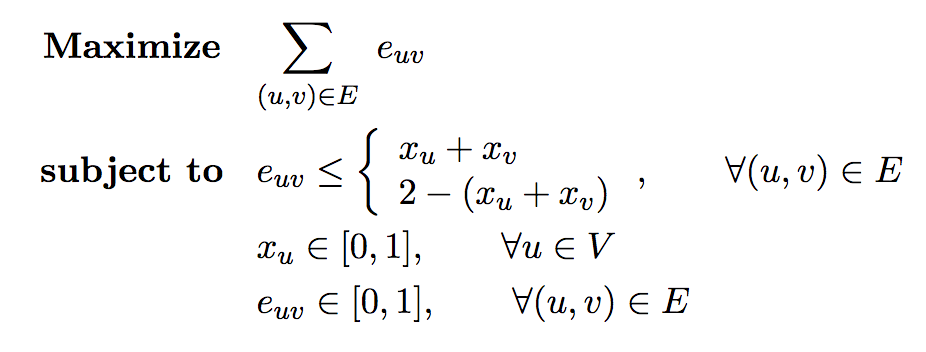 Maximize ∑_{(u,v)∈E} e_{uv}
subject to e_{uv} ≤ { x_u + x_v
2 − (x_u + x_v) , ∀(u, v) ∈ E
x_u ∈ [0, 1], ∀u ∈ V
e_{uv} ∈ [0, 1], ∀(u, v) ∈ E